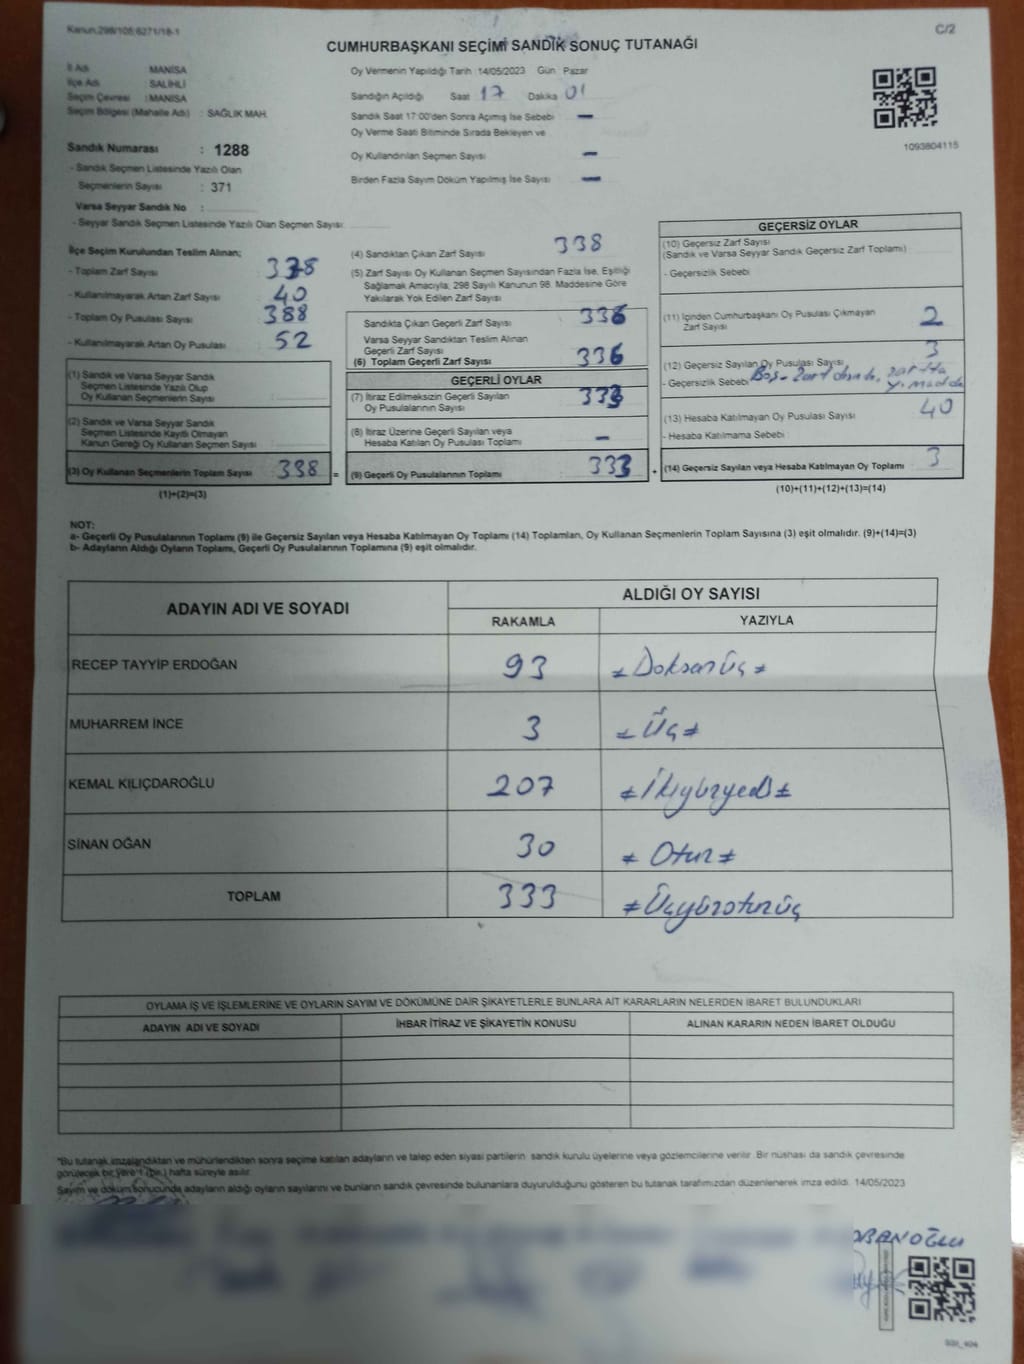 Kanun.298/105;6271/18-1
C/2
CUMHURBAŞKANI SEÇİMİ SANDIK SONUÇ TUTANAĞI
İl Adı MANİSA
İlçe Adı SALİHLİ
Seçim Çevresi : MANİSA
Seçim Bölgesi (Mahalle Adı) : SAĞLIK MAH.
Sandık Numarası : 1288
- Sandık Seçmen Listesinde Yazılı Olan
Seçmenlerin Sayısı : 371
Varsa Seyyar Sandık No :
- Seyyar Sandık Seçmen Listesinde Yazılı Olan Seçmen Sayısı:
Oy Vermenin Yapıldığı Tarih :14/05/2023 Gün Pazar
Sandığın Açıldığı Saat 17 Dakika 01
Sandık Saat 17:00'den Sonra Açımış İse Sebebi —
Oy Verme Saati Bitiminde Sırada Bekleyen ve
Oy Kullandırılan Seçmen Sayısı —
Birden Fazla Sayım Döküm Yapılmış İse Sayısı —
1093804115
İlçe Seçim Kurulundan Teslim Alınan;
- Toplam Zarf Sayısı
- Kullanılmayarak Artan Zarf Sayısı 40
- Toplam Oy Pusulası Sayısı 388
- Kullanılmayarak Artan Oy Pusulası 52
(1) Sandık ve Varsa Seyyar Sandık
Seçmen Listesinde Yazılı Olup
Oy Kullanan Seçmenlerin Sayısı :
(2) Sandık ve Varsa Seyyar Sandık
Seçmen Listesinde Kayıtlı Olmayan
Kanun Gereği Oy Kullanan Seçmen Sayısı :
(3) Oy Kullanan Seçmenlerin Toplam Sayısı 338 =
(1)+(2)=(3)
(4) Sandıktan Çıkan Zarf Sayısı 338
(5) Zarf Sayısı Oy Kullanan Seçmen Sayısından Fazla İse, Eşitliği
Sağlamak Amacıyla, 298 Sayılı Kanunun 98. Maddesine Göre
Yakılarak Yok Edilen Zarf Sayısı
Sandıkta Çıkan Geçerli Zarf Sayısı 336
Varsa Seyyar Sandıktan Teslim Alınan
Geçerli Zarf Sayısı
(6) Toplam Geçerli Zarf Sayısı 336
GEÇERLİ OYLAR
(7) İtiraz Edilmeksizin Geçerli Sayılan
Oy Pusulalarının Sayısı 333
(8) İtiraz Üzerine Geçerli Sayılan veya
Hesaba Katılan Oy Pusulası Toplamı —
(9) Geçerli Oy Pusulalarının Toplamı 333 +
GEÇERSİZ OYLAR
(10) Geçersiz Zarf Sayısı
(Sandık ve Varsa Seyyar Sandık Geçersiz Zarf Toplamı)
- Geçersizlik Sebebi
(11) İçinden Cumhurbaşkanı Oy Pusulası Çıkmayan
Zarf Sayısı 2
(12) Geçersiz Sayılan Oy Pusulası Sayısı 3
- Geçersizlik Sebebi Boş -
(13) Hesaba Katılmayan Oy Pusulası Sayısı 40
- Hesaba Katılmama Sebebi
(14) Geçersiz Sayılan veya Hesaba Katılmayan Oy Toplamı 3
(10)+(11)+(12)+(13)=(14)
NOT:
a- Geçerli Oy Pusulalarının Toplamı (9) ile Geçersiz Sayılan veya Hesaba Katılmayan Oy Toplamı (14) Toplamları, Oy Kullanan Seçmenlerin Toplam Sayısına (3) eşit olmalıdır. (9)+(14)=(3)
b- Adayların Aldığı Oyların Toplamı, Geçerli Oy Pusulalarının Toplamına (9) eşit olmalıdır.
ADAYIN ADI VE SOYADI
ALDIĞI OY SAYISI
RAKAMLA YAZIYLA
RECEP TAYYİP ERDOĞAN 93 Doksanüç
MUHARREM İNCE 3 Üç
KEMAL KILIÇDAROĞLU 207 İkiyüzyedi
SİNAN OĞAN 30 Otuz
TOPLAM 333 Üçyüzotuzüç
OYLAMA İŞ VE İŞLEMLERİNE VE OYLARIN SAYIM VE DÖKÜMÜNE DAİR ŞİKAYETLERLE BUNLARA AİT KARARLARIN NELERDEN İBARET BULUNDUKLARI
ADAYIN ADI VE SOYADI İHBAR İTİRAZ VE ŞİKAYETİN KONUSU ALINAN KARARIN NEDEN İBARET OLDUĞU
"Bu tutanak imzalandıktan ve mühürlendikten sonra seçime katılan adayların ve talep eden siyasi partilerin sandık kurulu üyelerine veya gözlemcilerine verilir. Bir nüshası da sandık çevresinde
görülecek bir yere 1 (bir) hafta süreyle asılır.
Sayım ve döküm sonucunda adayların aldığı oyların sayılarını ve bunların sandık çevresinde bulunanlara duyurulduğunu gösteren bu tutanak tarafımızdan düzenlenerek imza edildi. 14/05/2023
OBANOĞLU